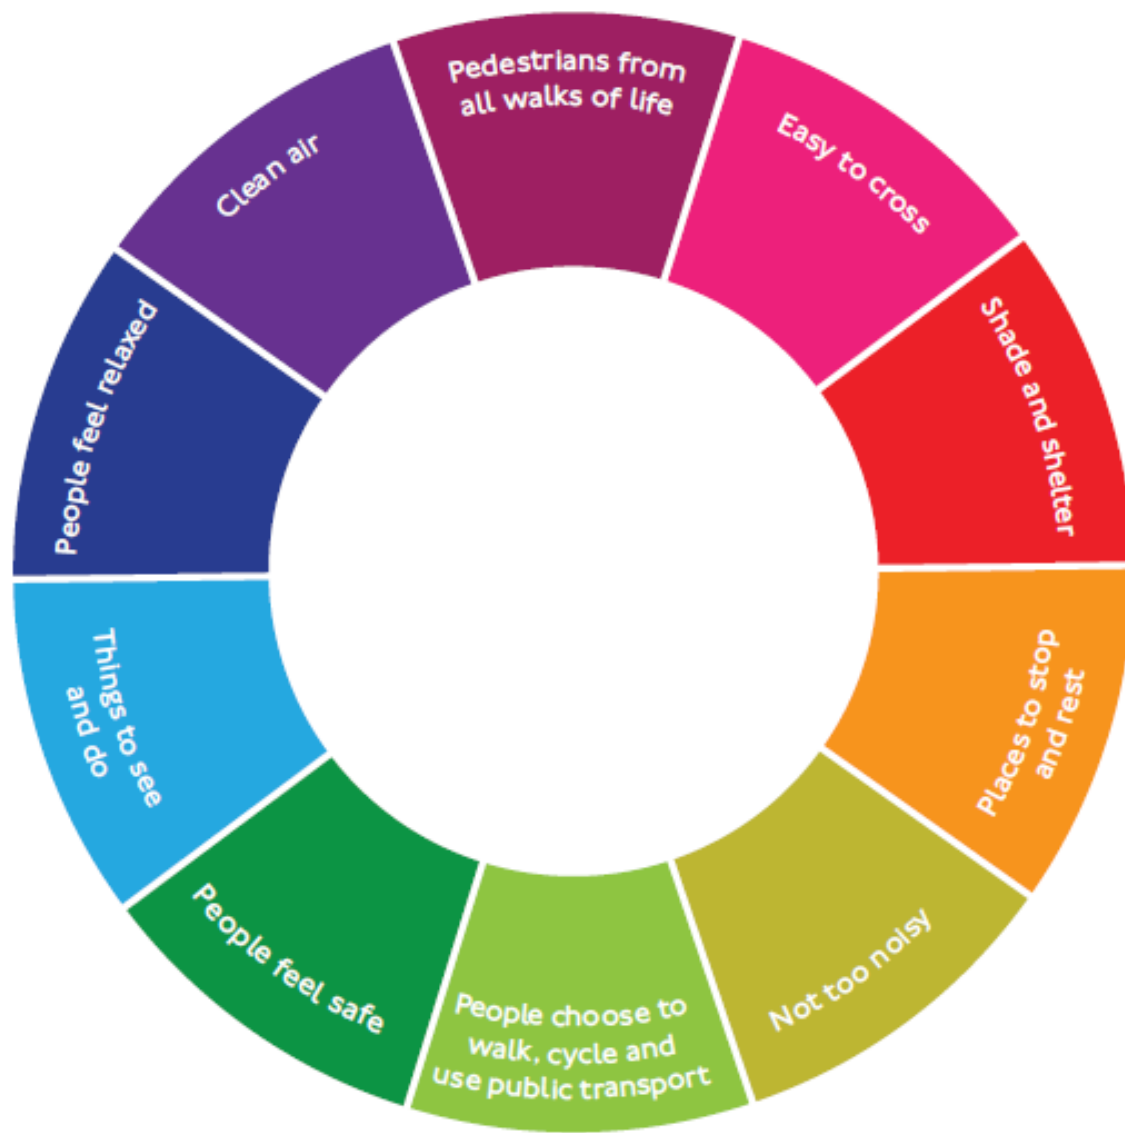 Pedestrians from
all walks of life
Easy to cross
Shade and shelter
Places to stop
and rest
Not too noisy
People choose to
walk, cycle and
use public transport
People feel safe
Things to see
and do
People feel relaxed
Clean air